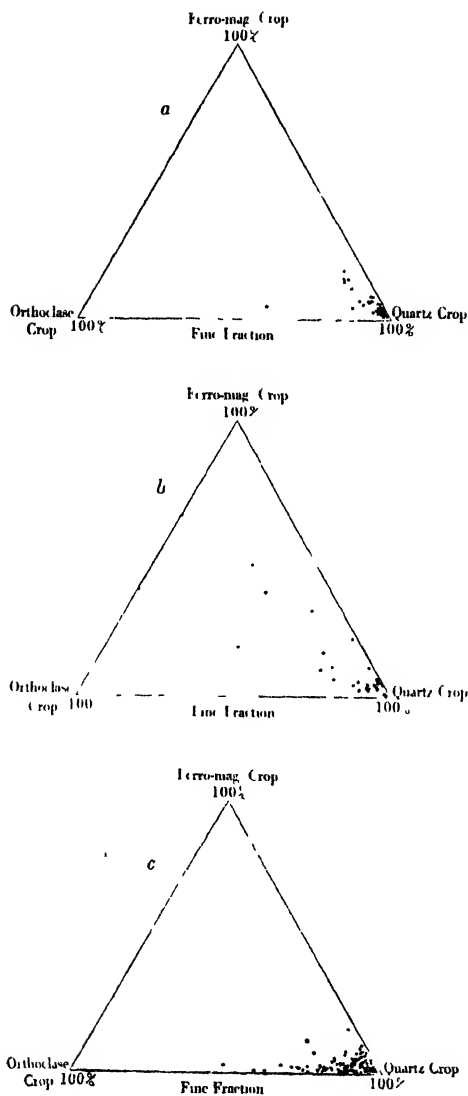 Ferro-mag Crop
100%
a
Orthoclase
Crop
100%
Quartz Crop
100%
Fine Fraction
Ferro-mag Crop
100%
b
Orthoclase
Crop
100
Quartz Crop
100%
Fine Fraction
Ferro-mag Crop
100%
c
Orthoclase
Crop
100%
Quartz Crop
100%
Fine Fraction